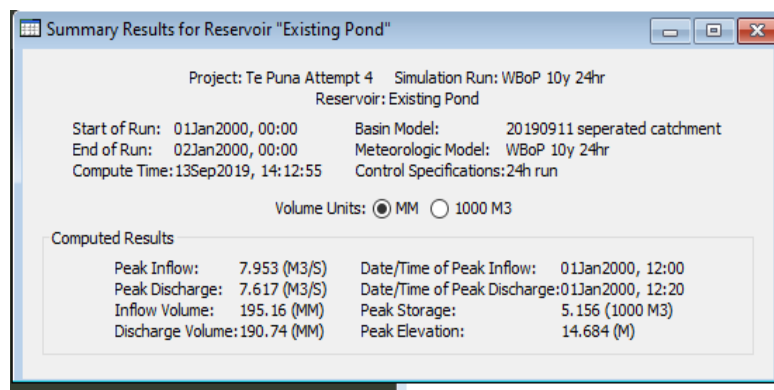 Summary Results for Reservoir "Existing Pond"
Project: Te Puna Attempt 4 Simulation Run: WBoP 10y 24hr
Reservoir: Existing Pond
Start of Run: 01Jan2000, 00:00 Basin Model: 20190911 seperated catchment
End of Run: 02Jan2000, 00:00 Meteorologic Model: WBoP 10y 24hr
Compute Time: 13Sep2019, 14:12:55 Control Specifications: 24h run
Volume Units: MM 1000 M3
Computed Results
Peak Inflow: 7.953 (M3/S) Date/Time of Peak Inflow: 01Jan2000, 12:00
Peak Discharge: 7.617 (M3/S) Date/Time of Peak Discharge: 01Jan2000, 12:20
Inflow Volume: 195.16 (MM) Peak Storage: 5.156 (1000 M3)
Discharge Volume: 190.74 (MM) Peak Elevation: 14.684 (M)